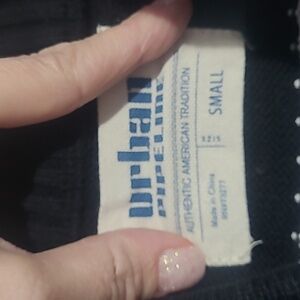 urban
PIPELINE
AUTHENTIC AMERICAN TRADITION
SMALL
Made in China